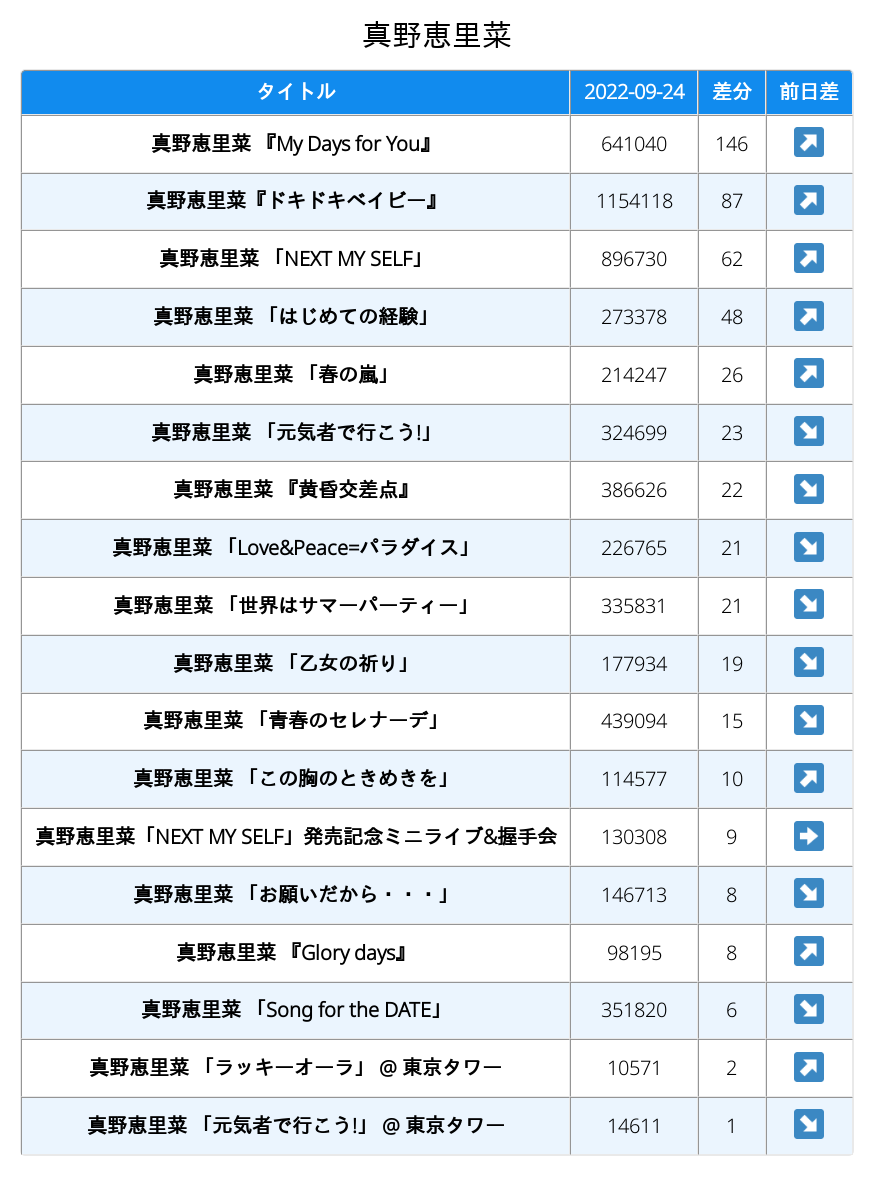 真野恵里菜
タイトル 2022-09-24 差分 前日差
真野恵里菜 『My Days for You』 641040 146 ↗
真野恵里菜『ドキドキベイビー』 1154118 87 ↗
真野恵里菜 「NEXT MY SELF」 896730 62 ↗
真野恵里菜 「はじめての経験」 273378 48 ↗
真野恵里菜 「春の嵐」 214247 26 ↗
真野恵里菜 「元気者で行こう!」 324699 23 ↘
真野恵里菜 『黄昏交差点』 386626 22 ↘
真野恵里菜 「Love&Peace=パラダイス」 226765 21 ↘
真野恵里菜 「世界はサマーパーティー」 335831 21 ↘
真野恵里菜 「乙女の祈り」 177934 19 ↘
真野恵里菜 「青春のセレナーデ」 439094 15 ↘
真野恵里菜 「この胸のときめきを」 114577 10 ↗
真野恵里菜「NEXT MY SELF」発売記念ミニライブ&握手会 130308 9 ➡
真野恵里菜 「お願いだから・・・」 146713 8 ↘
真野恵里菜 『Glory days』 98195 8 ↗
真野恵里菜 「Song for the DATE」 351820 6 ↘
真野恵里菜 「ラッキーオーラ」 @ 東京タワー 10571 2 ↗
真野恵里菜 「元気者で行こう!」 @ 東京タワー 14611 1 ↘